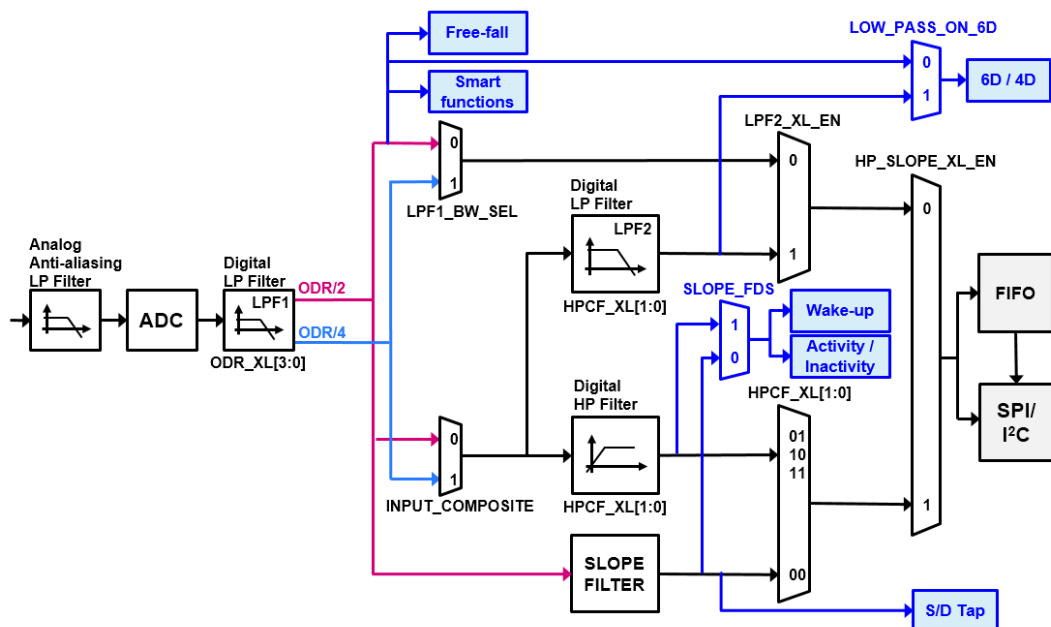 LOW_PASS_ON_6D
Free-fall
0
6D / 4D
Smart
functions
1
LPF2_XL_EN
0
0
HP_SLOPE_XL_EN
1
Digital
LP Filter
0
LPF1_BW_SEL
LPF2
Analog
Anti-aliasing
LP Filter
Digital
LP Filter
1
LPF1
ODR/2
SLOPE_FDS
FIFO
ADC
HPCF_XL[1:0]
1
Wake-up
ODR/4
0
Activity /
Inactivity
ODR_XL[3:0]
Digital
HP Filter
HPCF_XL[1:0]
SPI/
I²C
0
01
10
11
1
INPUT_COMPOSITE
HPCF_XL[1:0]
1
SLOPE
FILTER
00
S/D Tap